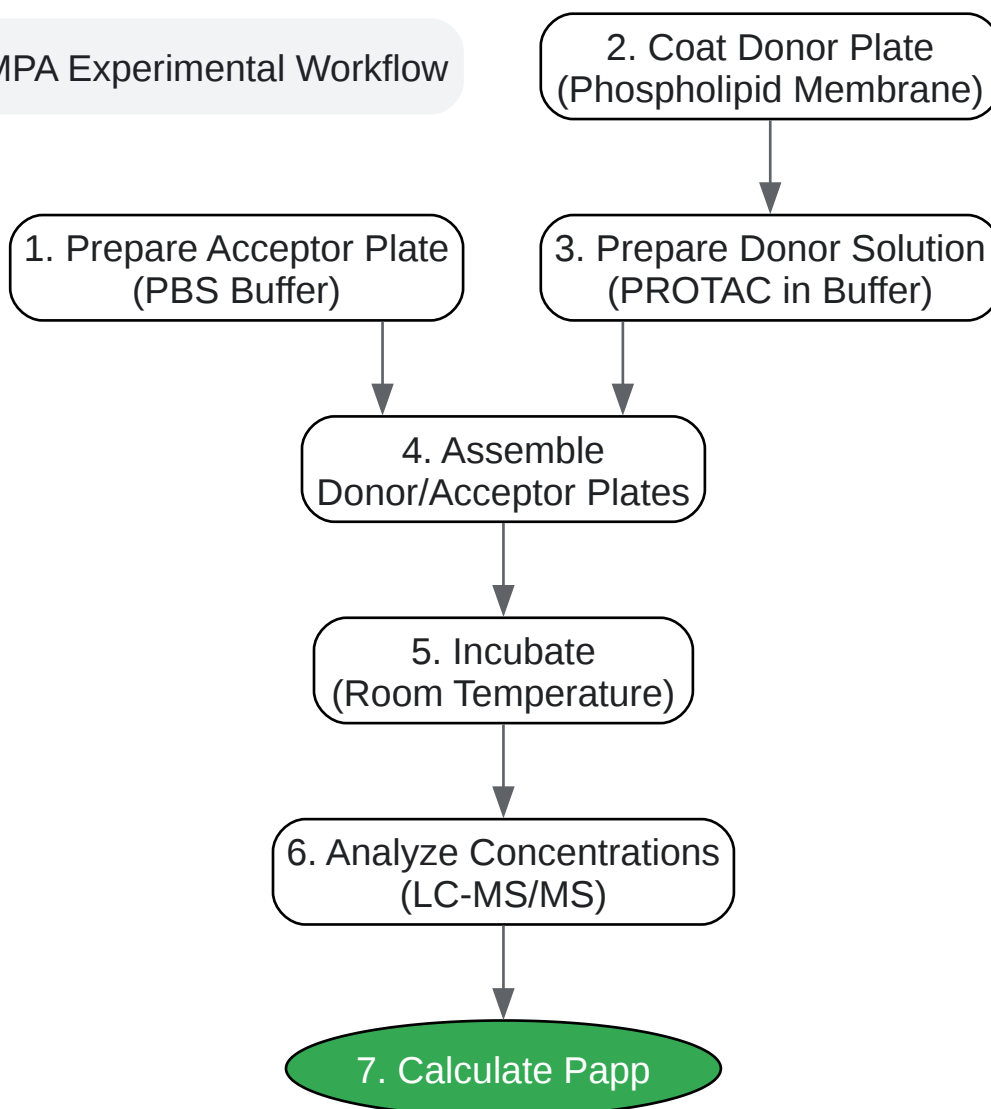 MPA Experimental Workflow
2. Coat Donor Plate
(Phospholipid Membrane)
1. Prepare Acceptor Plate
(PBS Buffer)
3. Prepare Donor Solution
(PROTAC in Buffer)
4. Assemble
Donor/Acceptor Plates
5. Incubate
(Room Temperature)
6. Analyze Concentrations
(LC-MS/MS)
7. Calculate Papp